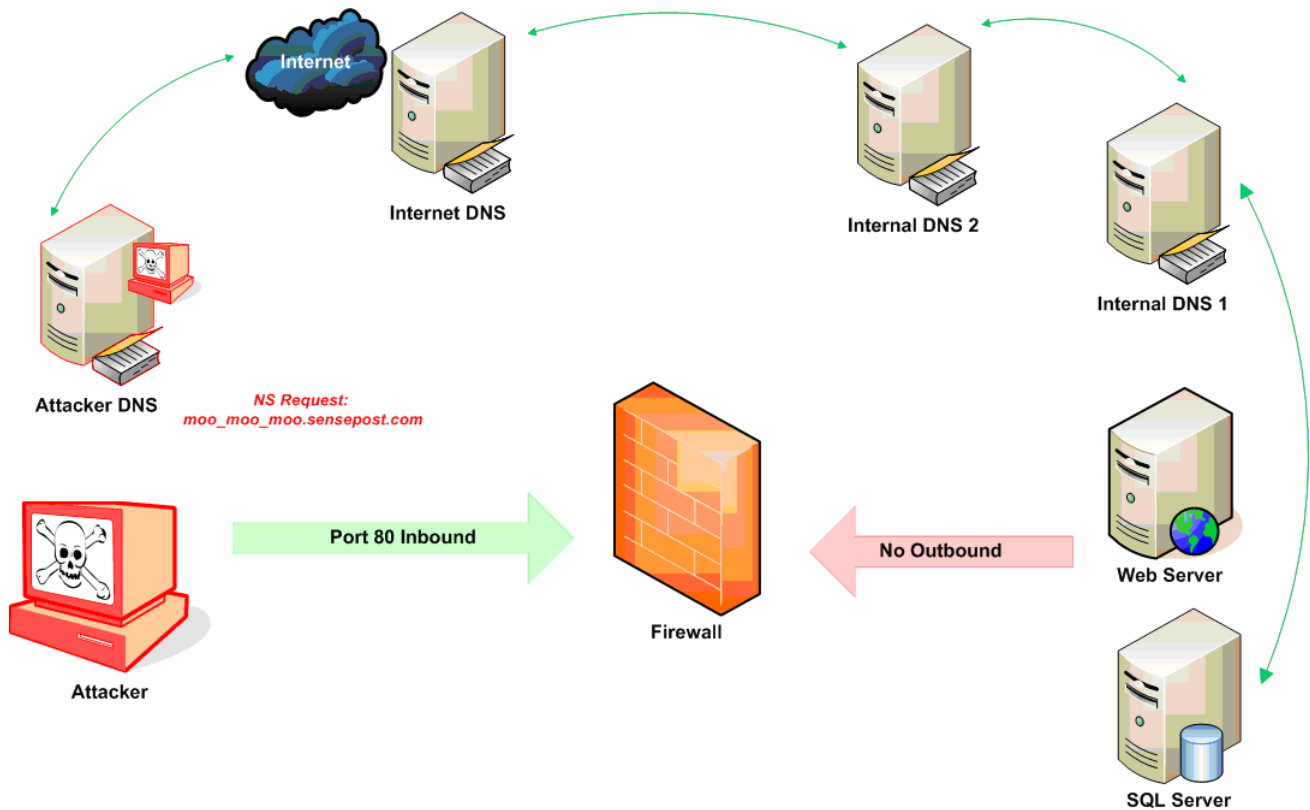 Internet
Internet DNS
Internal DNS 2
Internal DNS 1
Attacker DNS
NS Request:
moo_moo_moo.sensepost.com
Port 80 Inbound
No Outbound
Web Server
Firewall
Attacker
SQL Server